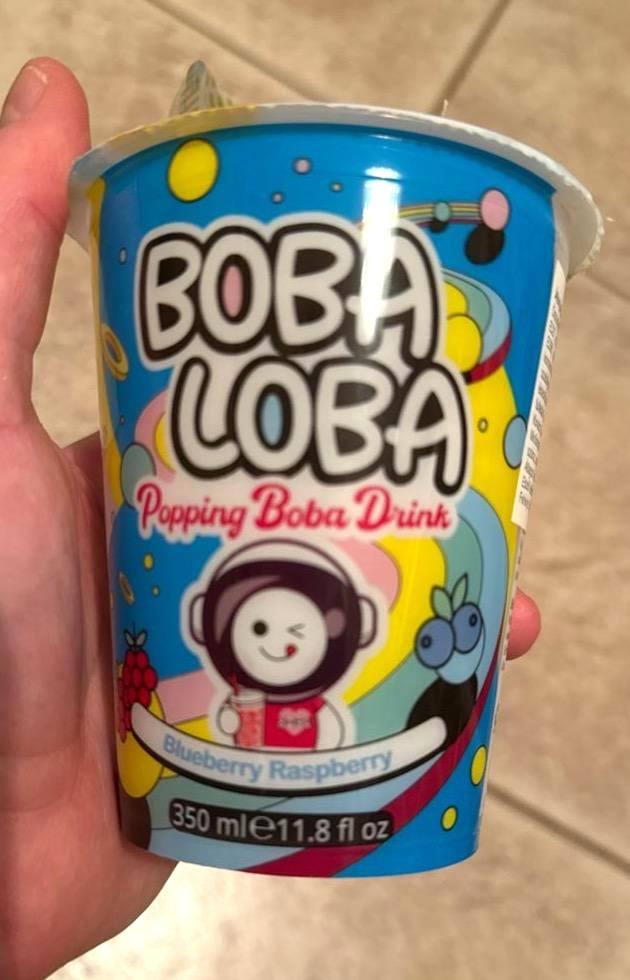 BOBA
LOBA
Popping Boba Drink
Blueberry Raspberry
350 ml℮11.8 fl oz